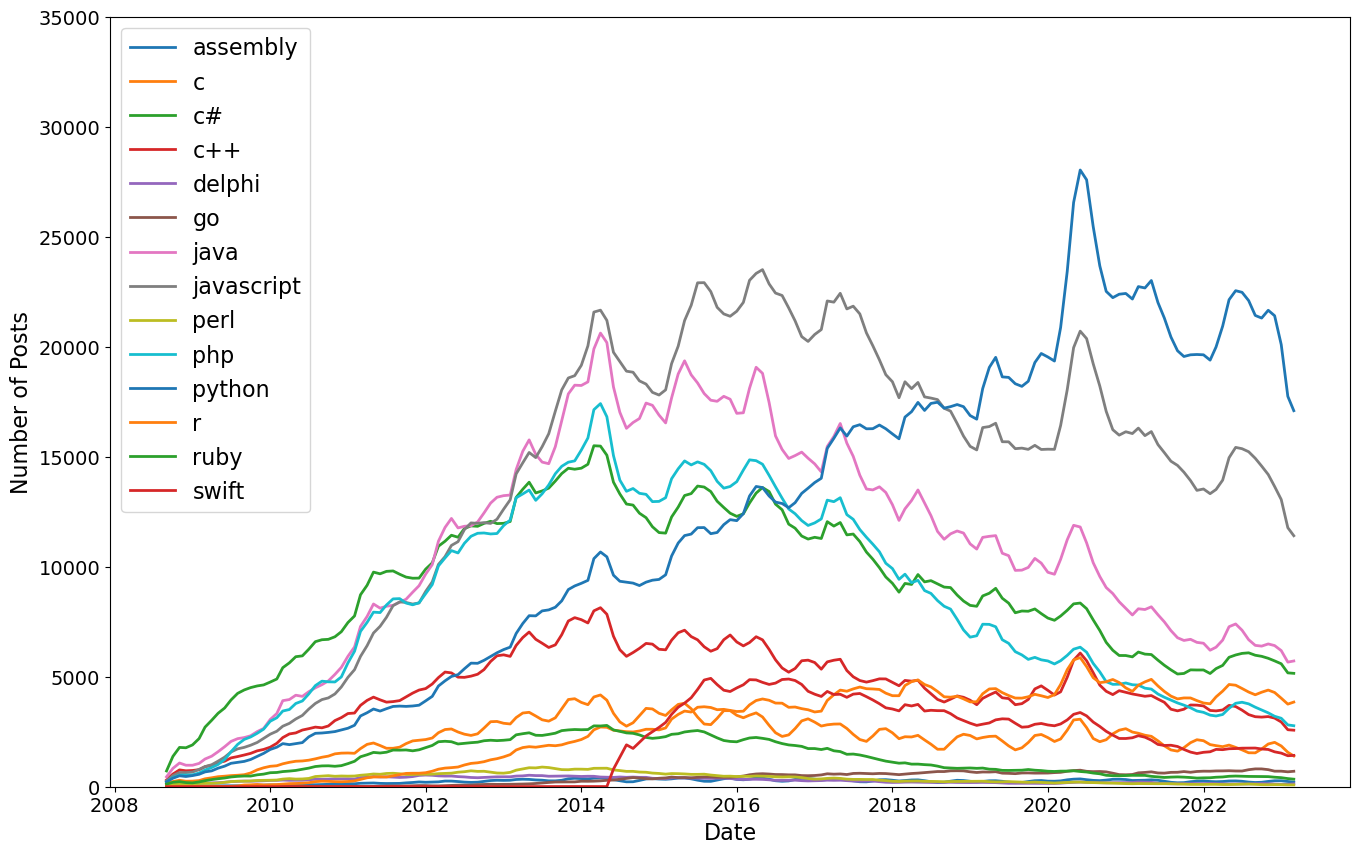 35000
30000
25000
20000
15000
10000
5000
0
Number of Posts
assembly
c
c#
c++
delphi
go
java
javascript
perl
php
python
r
ruby
swift
2008 2010 2012 2014 2016 2018 2020 2022
Date